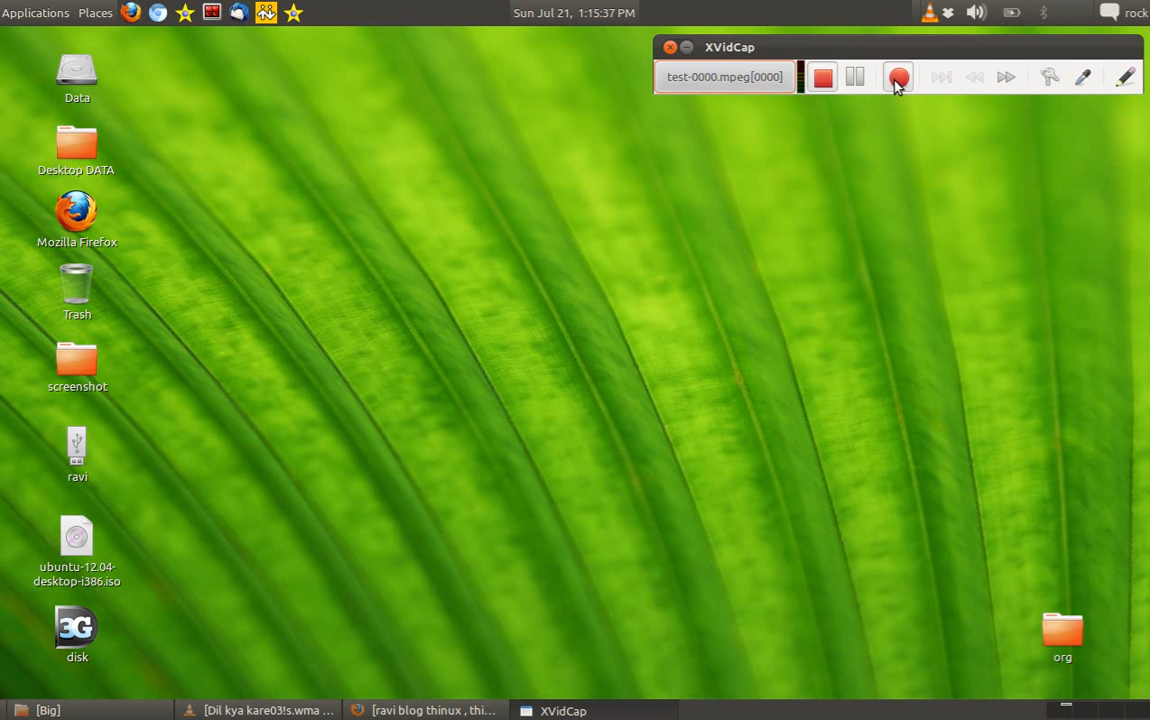 Applications Places
Sun Jul 21, 1:15:37 PM
rock
XVidCap
test-0000.mpeg[0000]
Data
Desktop DATA
Mozilla Firefox
Trash
screenshot
ravi
ubuntu-12.04-
desktop-i386.iso
3G
disk
org
[Big]
[Dil kya kare03!s.wma ...
[ravi blog thinux , thi...
XVidCap